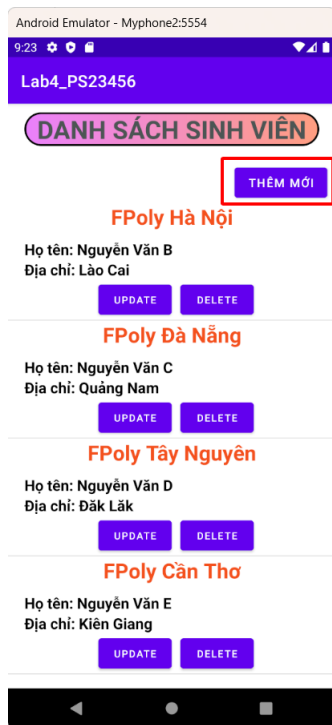 Android Emulator - Myphone2:5554
9:23
Lab4_PS23456
DANH SÁCH SINH VIÊN
THÊM MỚI
FPoly Hà Nội
Họ tên: Nguyễn Văn B
Địa chỉ: Lào Cai
UPDATE DELETE
FPoly Đà Nẵng
Họ tên: Nguyễn Văn C
Địa chỉ: Quảng Nam
UPDATE DELETE
FPoly Tây Nguyên
Họ tên: Nguyễn Văn D
Địa chỉ: Đăk Lăk
UPDATE DELETE
FPoly Cần Thơ
Họ tên: Nguyễn Văn E
Địa chỉ: Kiên Giang
UPDATE DELETE